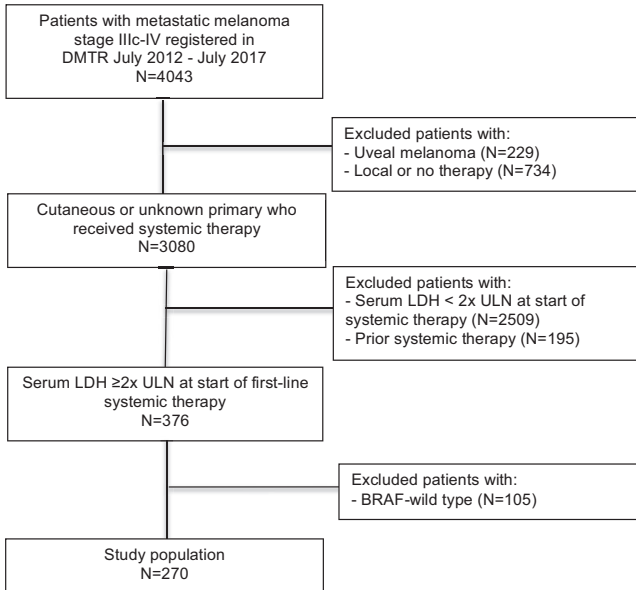 Patients with metastatic melanoma
stage IIIc-IV registered in
DMTR July 2012 - July 2017
N=4043
Excluded patients with:
- Uveal melanoma (N=229)
- Local or no therapy (N=734)
Cutaneous or unknown primary who
received systemic therapy
N=3080
Excluded patients with:
- Serum LDH < 2x ULN at start of
systemic therapy (N=2509)
- Prior systemic therapy (N=195)
Serum LDH ≥2x ULN at start of first-line
systemic therapy
N=376
Excluded patients with:
- BRAF-wild type (N=105)
Study population
N=270